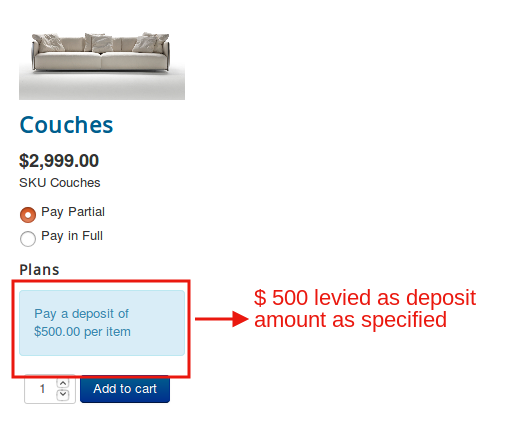 Couches
$2,999.00
SKU Couches
Pay Partial
Pay in Full
Plans
Pay a deposit of
$500.00 per item
$ 500 levied as deposit
amount as specified
1
Add to cart